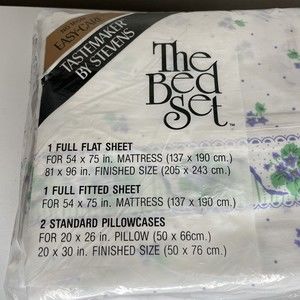 EASY-CARE
TASTEMAKER
BY STEVENS
The
Bed
Set™
1 FULL FLAT SHEET
FOR 54 x 75 in. MATTRESS (137 x 190 cm.)
81 x 96 in. FINISHED SIZE (205 x 243 cm.)
1 FULL FITTED SHEET
FOR 54 x 75 in. MATTRESS (137 x 190 cm.)
2 STANDARD PILLOWCASES
FOR 20 x 26 in. PILLOW (50 x 66cm.)
20 x 30 in. FINISHED SIZE (50 x 76 cm.)